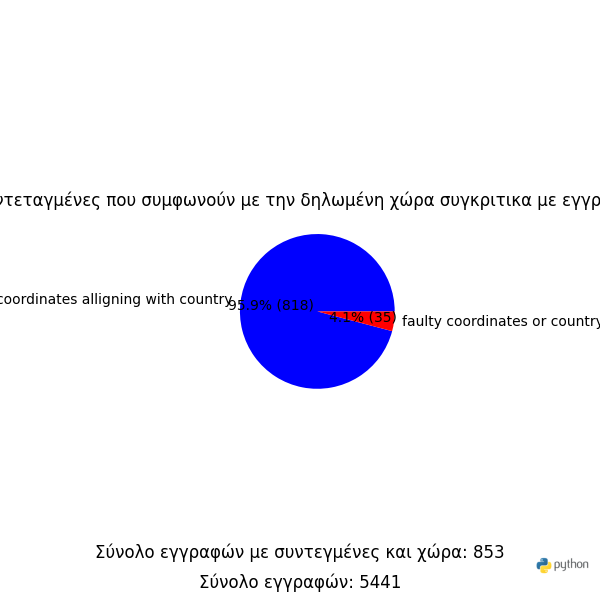 ντεταγμένες που συμφωνούν με την δηλωμένη χώρα συγκριτικα με εγγρ
coordinates alligning with country
95.9% (818)
4.1% (35)
faulty coordinates or country
Σύνολο εγγραφών με συντεγμένες και χώρα: 853
Σύνολο εγγραφών: 5441
python